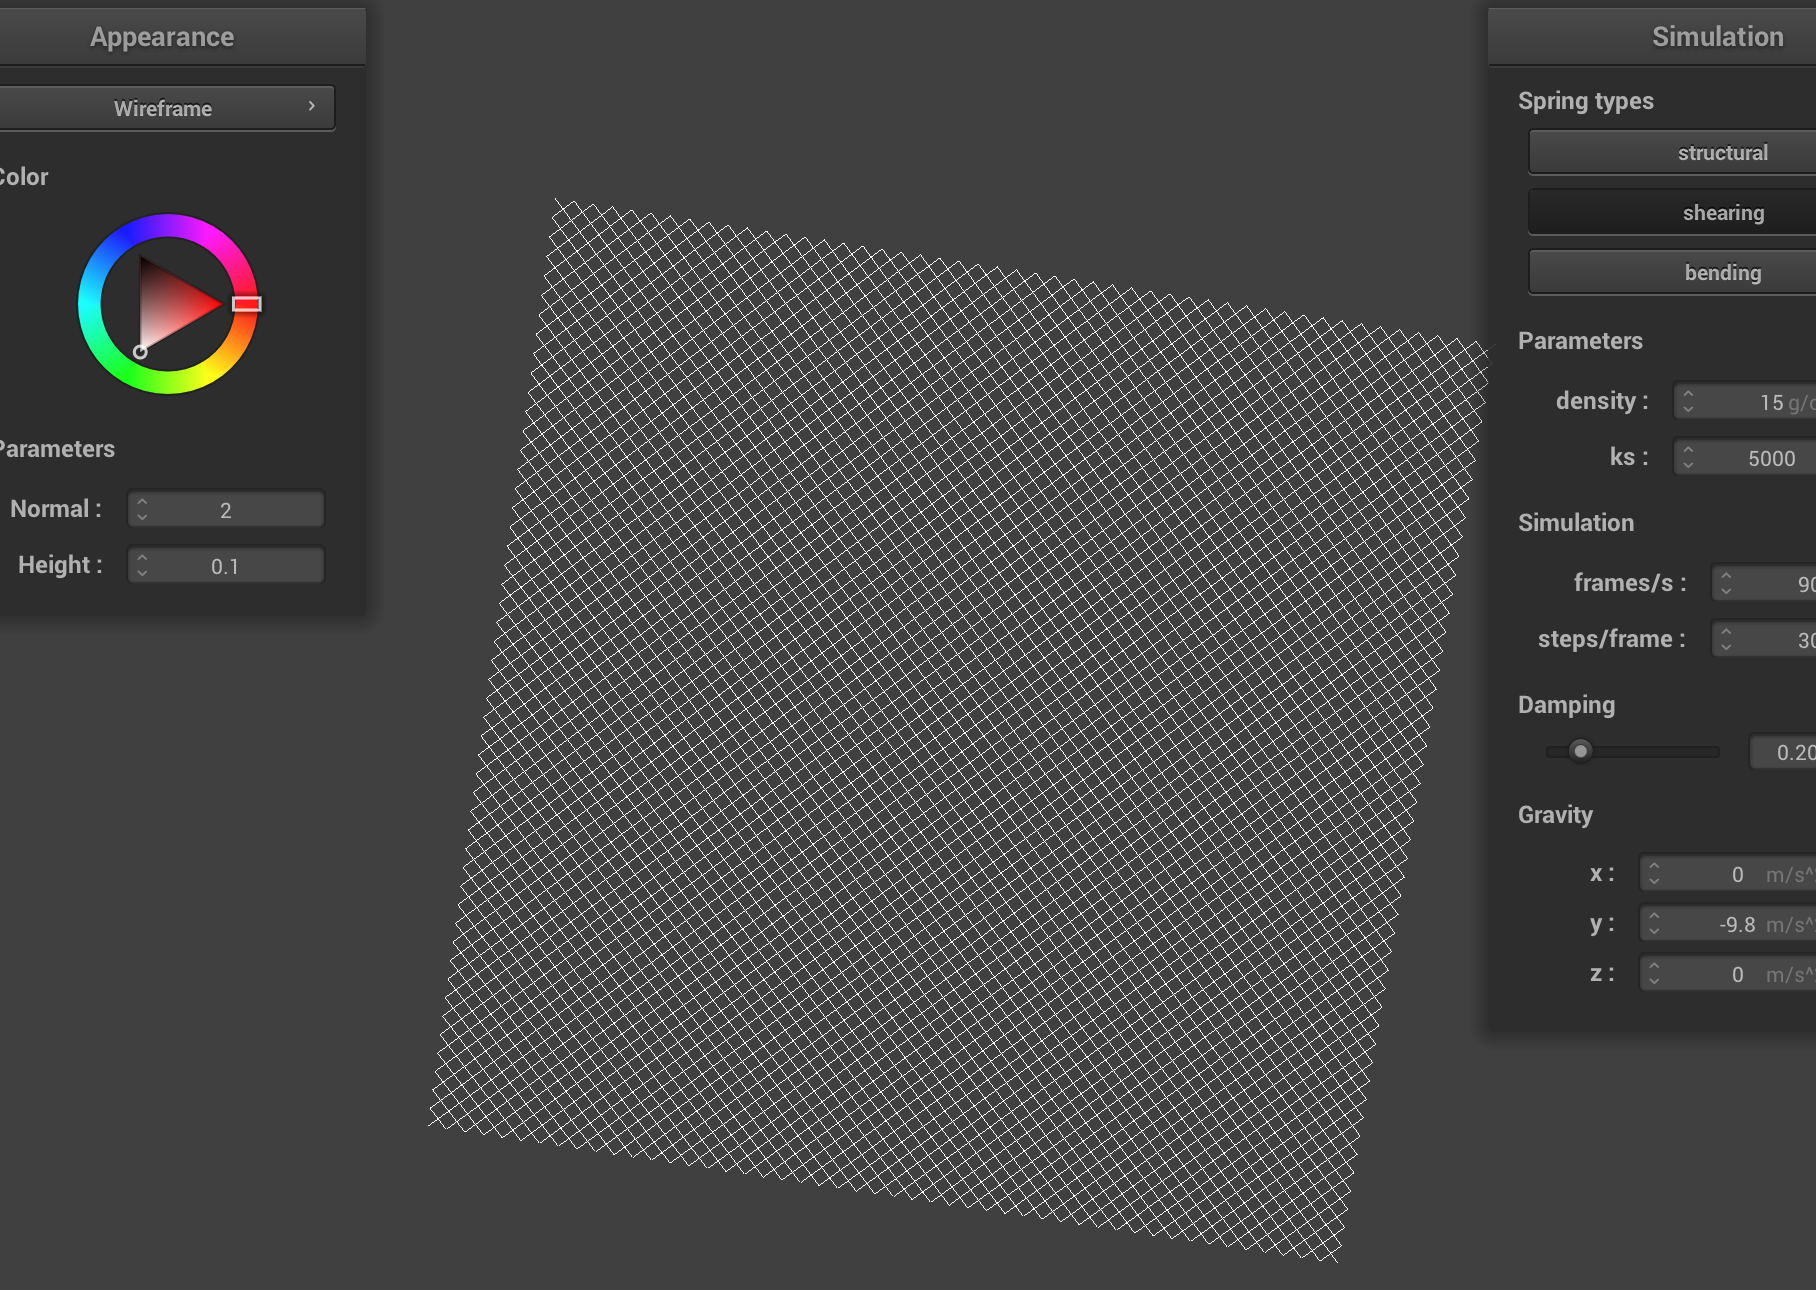 Appearance
Wireframe
Color
Parameters
Normal :
2
Height :
0.1
Simulation
Spring types
structural
shearing
bending
Parameters
density :
15 g/
ks :
5000
Simulation
frames/s :
90
steps/frame :
30
Damping
0.20
Gravity
x :
0 m/s^
y :
-9.8 m/s^
z :
0 m/s^